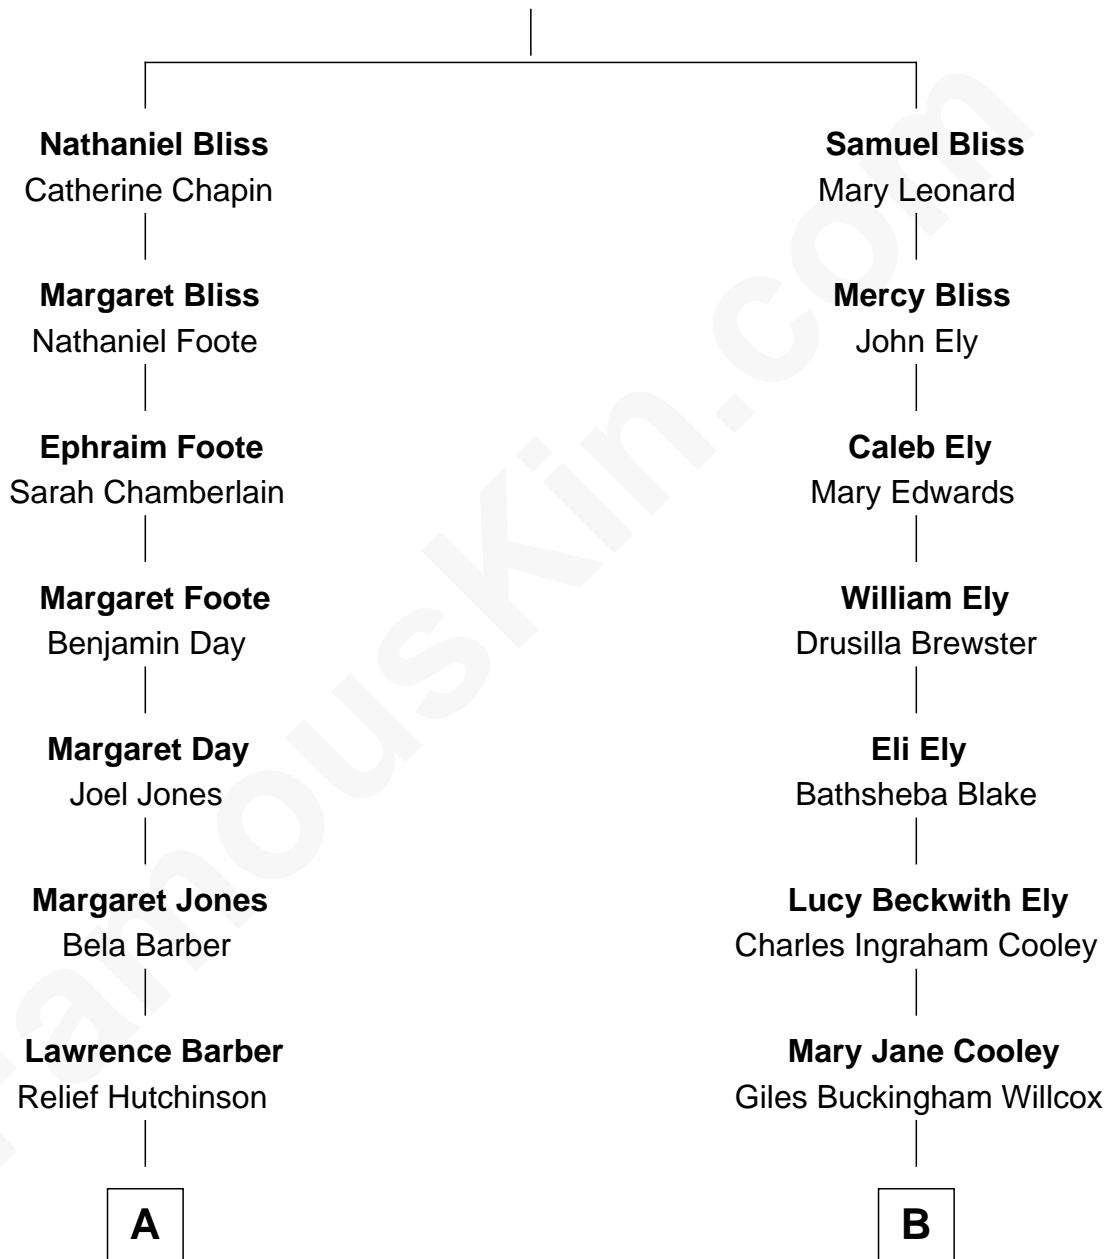 Nathaniel Bliss
Catherine Chapin
Margaret Bliss
Nathaniel Foote
Ephraim Foote
Sarah Chamberlain
Margaret Foote
Benjamin Day
Margaret Day
Joel Jones
Margaret Jones
Bela Barber
Lawrence Barber
Relief Hutchinson
A
Samuel Bliss
Mary Leonard
Mercy Bliss
John Ely
Caleb Ely
Mary Edwards
William Ely
Drusilla Brewster
Eli Ely
Bathsheba Blake
Lucy Beckwith Ely
Charles Ingraham Cooley
Mary Jane Cooley
Giles Buckingham Willcox
B
FamousKin.com